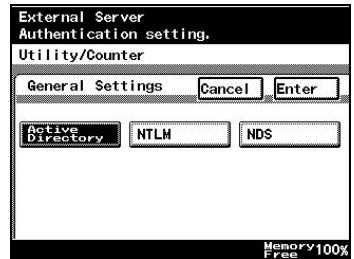 External Server
Authentication setting.
Utility/Counter
General Settings Cancel Enter
Active
Directory NTLM NDS
Memory
Free 100%